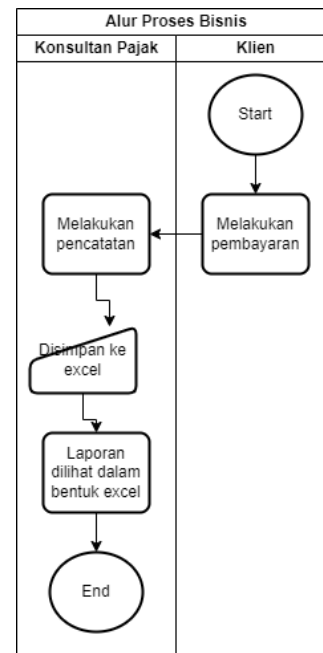 Alur Proses Bisnis
Konsultan Pajak
Klien
Start
Melakukan
pembayaran
Melakukan
pencatatan
Disimpan ke
excel
Laporan
dilihat dalam
bentuk excel
End